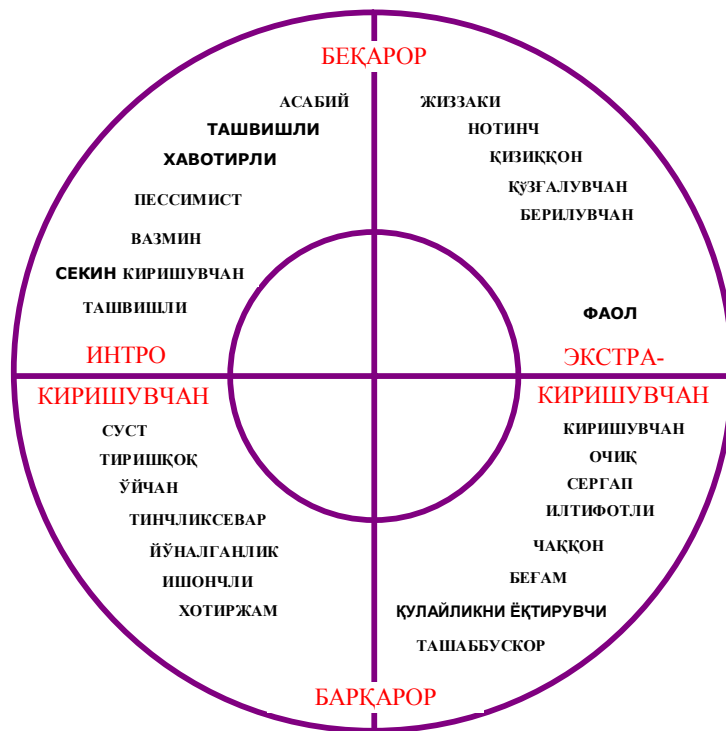 БЕҚАРОР
АСАБИЙ
ТАШВИШЛИ
ХАВОТИРЛИ
ПЕССИМИСТ
ВАЗМИН
СЕКИН КИРИШУВЧАН
ТАШВИШЛИ
ИНТРО
КИРИШУВЧАН
ЖИЗЗАКИ
НОТИНЧ
ҚИЗИҚҚОН
ҚЎЗҒАЛУВЧАН
БЕРИЛУВЧАН
ФАОЛ
ЭКСТРА-
КИРИШУВЧАН
СУСТ
ТИРИШҚОҚ
ЎЙЧАН
ТИНЧЛИКСЕВАР
ЙЎНАЛГАНЛИК
ИШОНЧЛИ
ХОТИРЖАМ
КИРИШУВЧАН
ОЧИҚ
СЕРГАП
ИЛТИФОТЛИ
ЧАҚҚОН
БЕҒАМ
ҚУЛАЙЛИКНИ ЁҚТИРУВЧИ
ТАШАББУСКОР
БАРҚАРОР